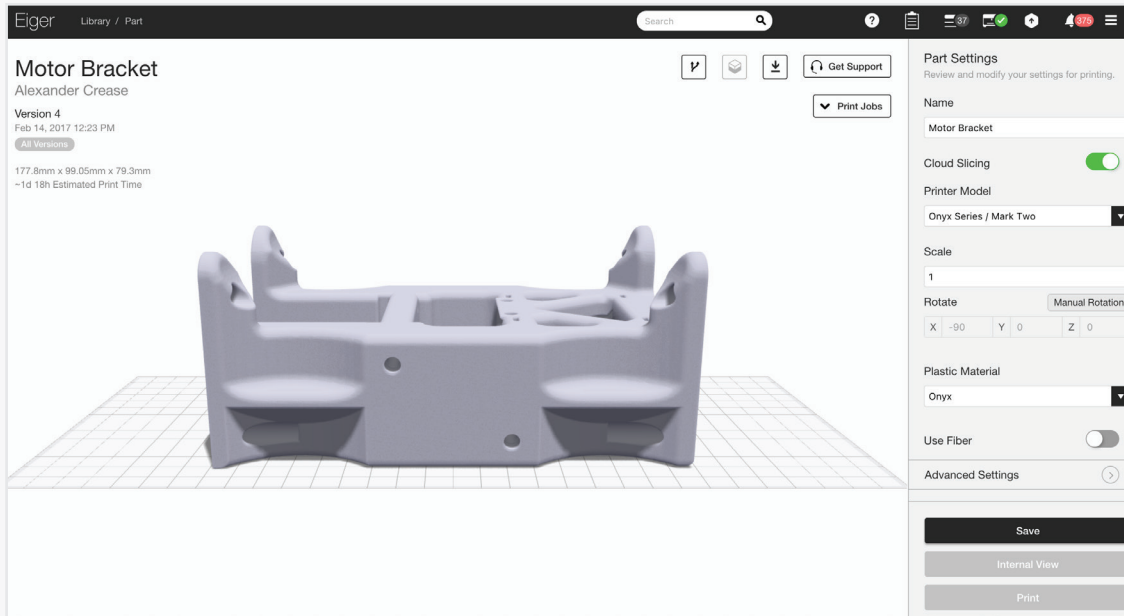 Eiger Library / Part Search 37 375
Motor Bracket
Alexander Crease
Version 4
Feb 14, 2017 12:23 PM
All Versions
177.8mm x 99.05mm x 79.3mm
~1d 18h Estimated Print Time
Get Support
Print Jobs
Part Settings
Review and modify your settings for printing.
Name
Motor Bracket
Cloud Slicing
Printer Model
Onyx Series / Mark Two
Scale
1
Rotate Manual Rotation
X -90 Y 0 Z 0
Plastic Material
Onyx
Use Fiber
Advanced Settings
Save
Internal View
Print